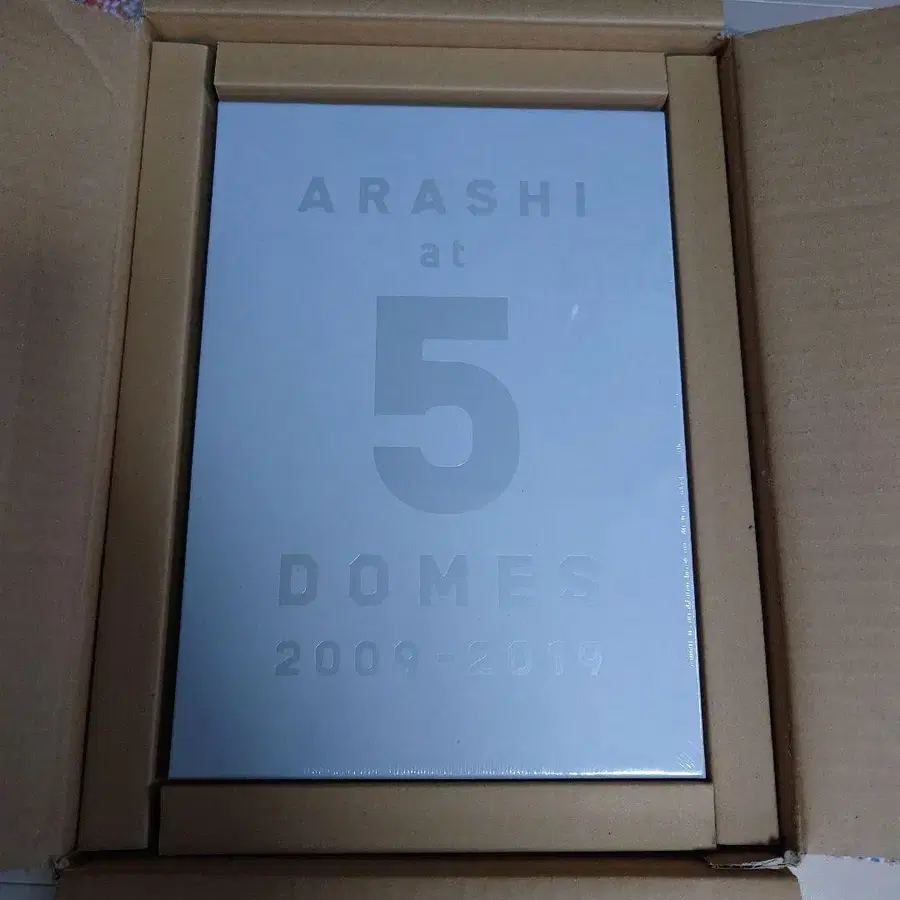 ARASHI
at
5
DOMES
2009-2019